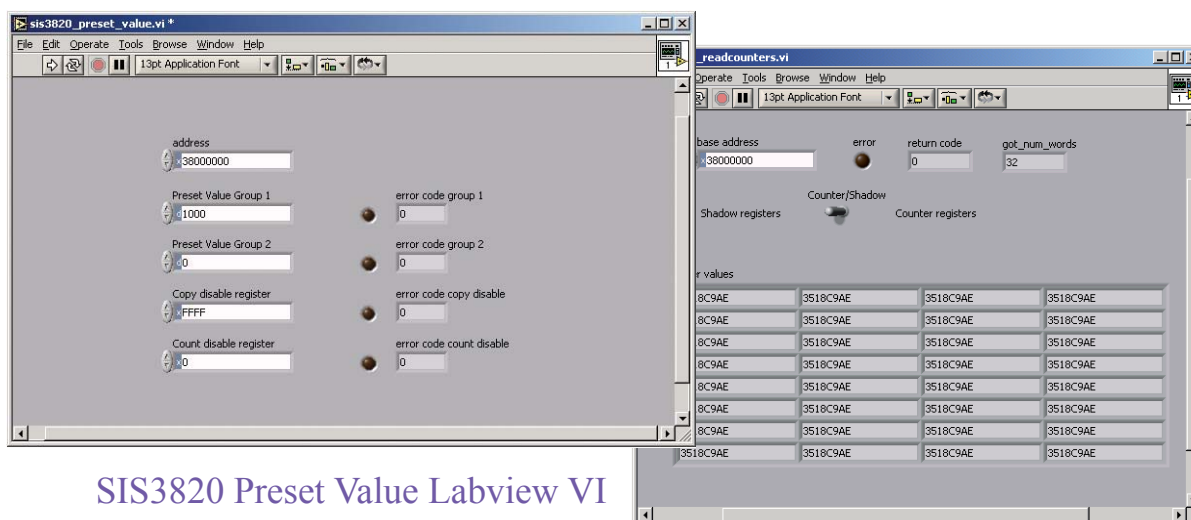 sis3820_preset_value.vi *
File Edit Operate Tools Browse Window Help
13pt Application Font
1
address
x 38000000
Preset Value Group 1
error code group 1
d 1000
0
Preset Value Group 2
error code group 2
d 0
0
Copy disable register
error code copy disable
x FFFF
0
Count disable register
error code count disable
x 0
0
_readcounters.vi
Operate Tools Browse Window Help
13pt Application Font
1
base address
error
return code
got_num_words
x 38000000
0
32
Counter/Shadow
Shadow registers
Counter registers
values
8C9AE 3518C9AE 3518C9AE 3518C9AE
8C9AE 3518C9AE 3518C9AE 3518C9AE
8C9AE 3518C9AE 3518C9AE 3518C9AE
8C9AE 3518C9AE 3518C9AE 3518C9AE
8C9AE 3518C9AE 3518C9AE 3518C9AE
8C9AE 3518C9AE 3518C9AE 3518C9AE
8C9AE 3518C9AE 3518C9AE 3518C9AE
3518C9AE 3518C9AE 3518C9AE 3518C9AE
SIS3820 Preset Value Labview VI